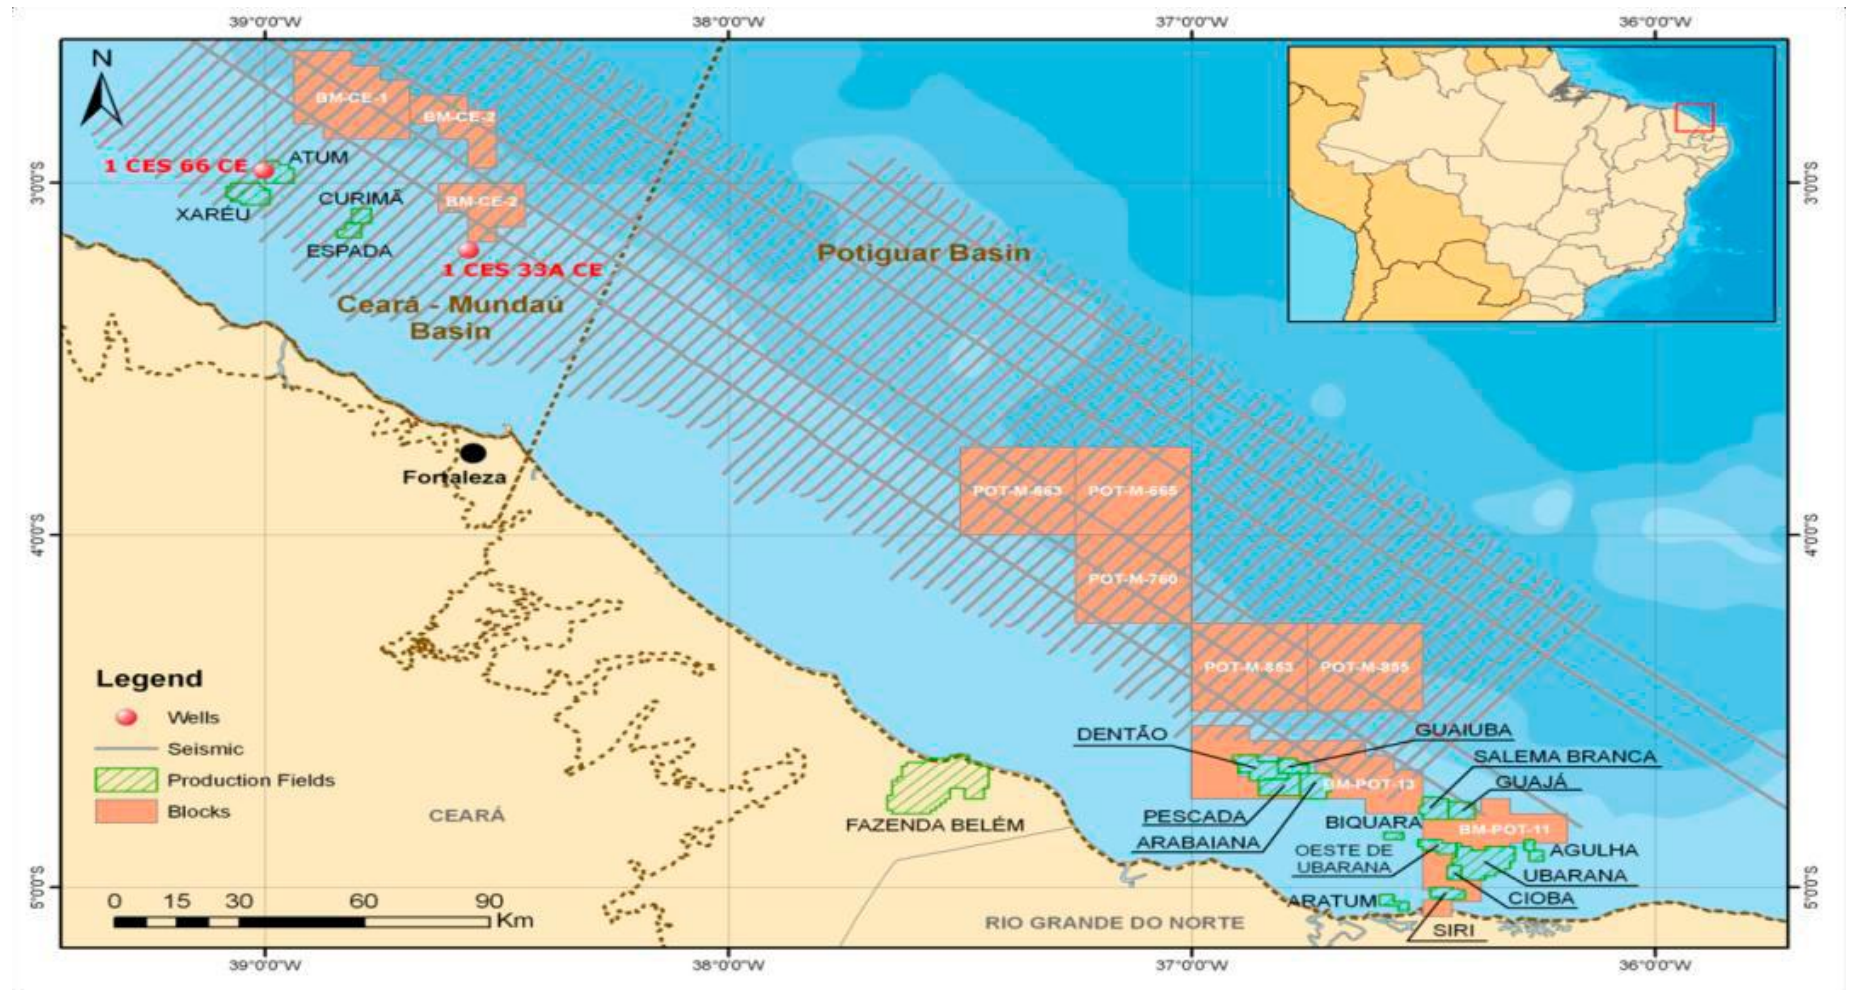 39°0'0"W
38°0'0"W
37°0'0"W
36°0'0"W
N
BM-CE-1
BM-CE-2
1 CES 66 CE
ATUM
3°0'0"S
3°0'0"S
XARÉU
CURIMÃ
BM-CE-2
ESPADA
1 CES 33A CE
Potiguar Basin
Ceará - Mundaú
Basin
Fortaleza
POT-M-663
POT-M-665
4°0'0"S
4°0'0"S
POT-M-760
POT-M-853
POT-M-855
Legend
Wells
Seismic
Production Fields
Blocks
DENTÃO
GUAIUBA
SALEMA BRANCA
BM-POT-13
GUAJÁ
PESCADA
BIQUARA
BM-POT-11
ARABAIANA
CEARÁ
FAZENDA BELÉM
OESTE DE
UBARANA
AGULHA
UBARANA
5°0'0"S
5°0'0"S
0 15 30 60 90
Km
ARATUM
CIOBA
RIO GRANDE DO NORTE
SIRI
39°0'0"W
38°0'0"W
37°0'0"W
36°0'0"W